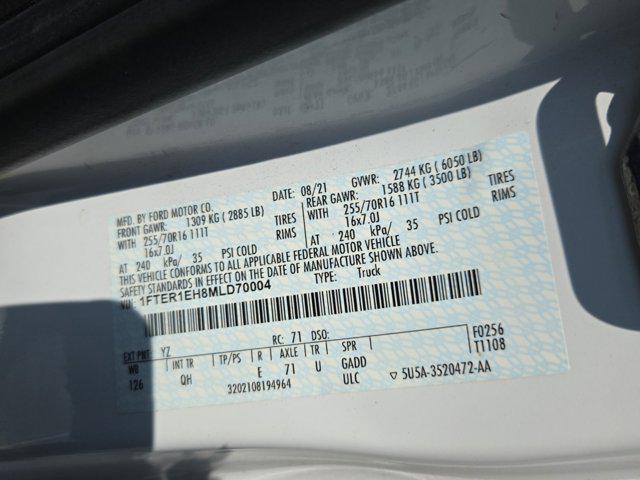 MFD. BY FORD MOTOR CO. DATE: 08/21 GVWR: 2744 KG ( 6050 LB)
FRONT GAWR: 1309 KG ( 2885 LB) REAR GAWR: 1588 KG ( 3500 LB)
WITH 255/70R16 111T TIRES WITH 255/70R16 111T TIRES
16x7.0J RIMS 16x7.0J RIMS
AT 240 kPa/ 35 PSI COLD AT 240 kPa/ 35 PSI COLD
THIS VEHICLE CONFORMS TO ALL APPLICABLE FEDERAL MOTOR VEHICLE
SAFETY STANDARDS IN EFFECT ON THE DATE OF MANUFACTURE SHOWN ABOVE.
VIN: 1FTER1EH8MLD70004 TYPE: Truck
EXT PNT: YZ RC: 71 DSO: F0256
WB INT TP/PS R AXLE TR SPR T1108
126 QH E 71 U GADD
3202108194964 ULC ▽ 5U5A-3520472-AA